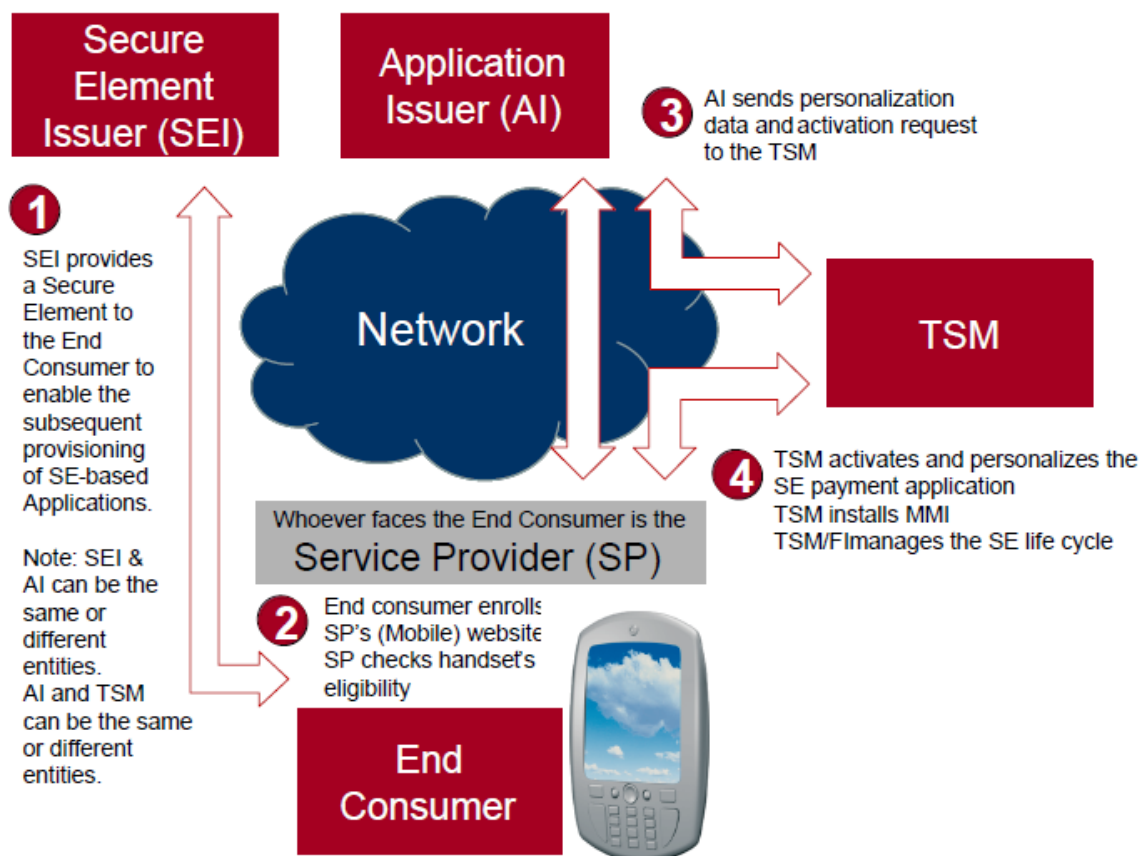 Secure
Element
Issuer (SEI)
Application
Issuer (AI)
3
AI sends personalization
data and activation request
to the TSM
1
SEI provides
a Secure
Element to
the End
Consumer to
enable the
subsequent
provisioning
of SE-based
Applications.
Note: SEI &
AI can be the
same or
different
entities.
AI and TSM
can be the same
or different
entities.
Network
TSM
4
TSM activates and personalizes the
SE payment application
TSM installs MMI
TSM/FImanages the SE life cycle
Whoever faces the End Consumer is the
Service Provider (SP)
2
End consumer enrolls
SP's (Mobile) website
SP checks handset's
eligibility
End
Consumer